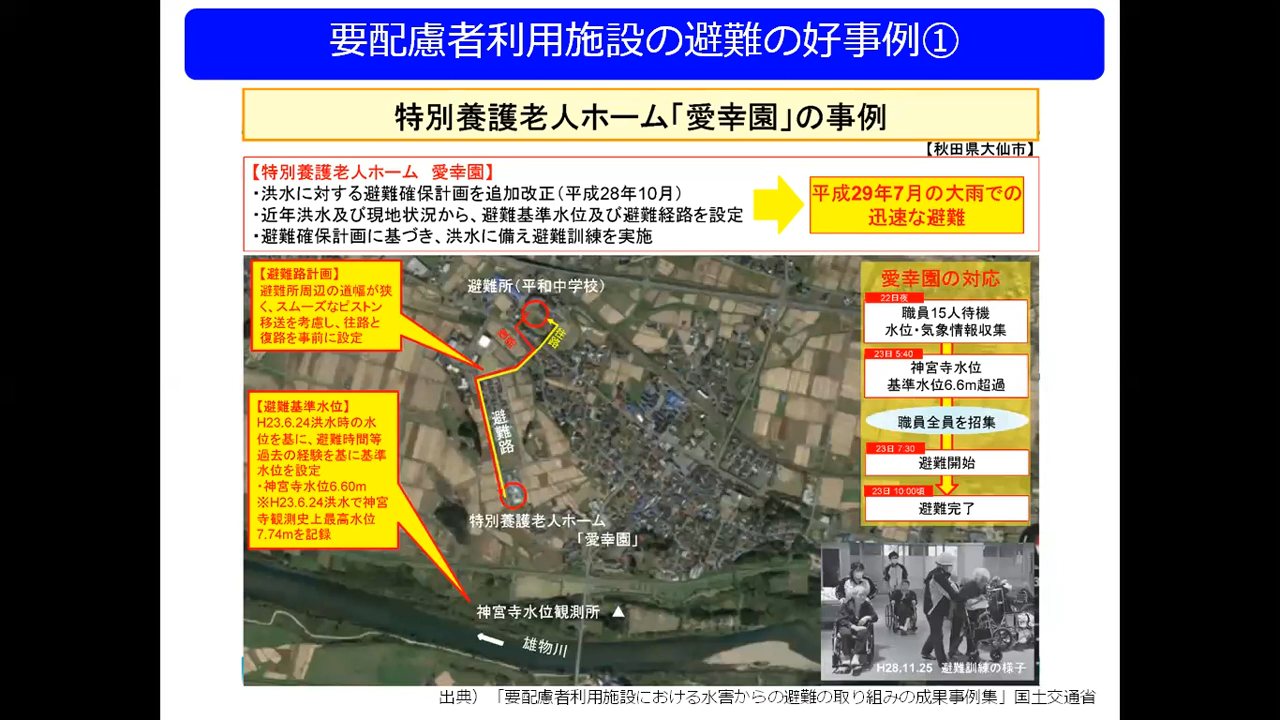 要配慮者利用施設の避難の好事例①
特別養護老人ホーム「愛幸園」の事例
【秋田県大仙市】
【特別養護老人ホーム　愛幸園】
・洪水に対する避難確保計画を追加改正（平成28年10月）
・近年洪水及び現地状況から、避難基準水位及び避難経路を設定
・避難確保計画に基づき、洪水に備え避難訓練を実施
平成29年7月の大雨での
迅速な避難
【避難路計画】
避難所周辺の道幅が狭
く、スムーズなピストン
移送を考慮し、往路と
復路を事前に設定
避難所（平和中学校）
復路
往路
避難路
【避難基準水位】
H23.6.24洪水時の水
位を基に、避難時間等
過去の経験を基に基準
水位を設定
・神宮寺水位6.60m
※H23.6.24洪水で神宮
寺観測史上最高水位
7.74mを記録
特別養護老人ホーム
「愛幸園」
神宮寺水位観測所 ▲
雄物川
愛幸園の対応
22日夜
職員15人待機
水位・気象情報収集
23日 5:40
神宮寺水位
基準水位6.6m超過
職員全員を招集
23日 7:30
避難開始
23日 10:00頃
避難完了
H28,11.25　避難訓練の様子
出典）「要配慮者利用施設における水害からの避難の取り組みの成果事例集」国土交通省